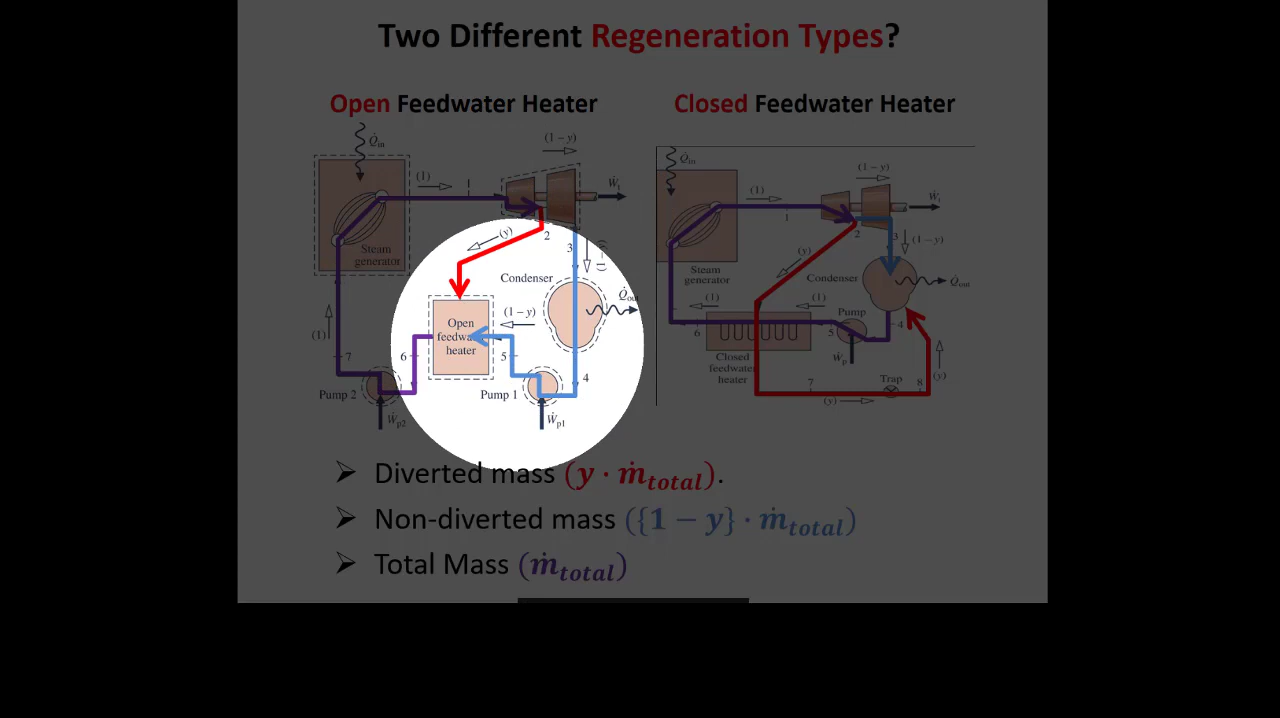 Two Different Regeneration Types?
Open Feedwater Heater
Closed Feedwater Heater
Q̇in
(1)
1
(1 – y)
Ẇt
Steam
generator
(y)
2
3
(1 – y)
Condenser
Q̇out
(1 – y)
Open
feedwater
heater
(1)
7
6
5
4
Pump 2
Pump 1
Ẇp2
Ẇp1
Q̇in
(1)
1
(1 – y)
Ẇt
2
3
(1 – y)
(y)
Steam
generator
Condenser
Q̇out
(1)
(1)
Pump
6
5
4
Ẇp
Closed
feedwater
heater
(y)
7
Trap
8
(y)
➢ Diverted mass (y · ṁtotal).
➢ Non-diverted mass ({1 − y} · ṁtotal)
➢ Total Mass (ṁtotal)